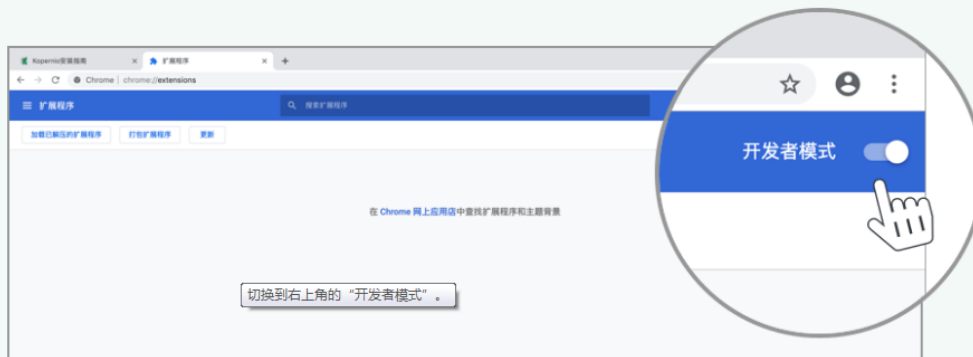 Kopernio安装指南
扩展程序
Chrome | chrome://extensions
扩展程序
搜索扩展程序
开发者模式
加载已解压的扩展程序
打包扩展程序
更新
在 Chrome 网上应用店中查找扩展程序和主题背景
切换到右上角的“开发者模式”。